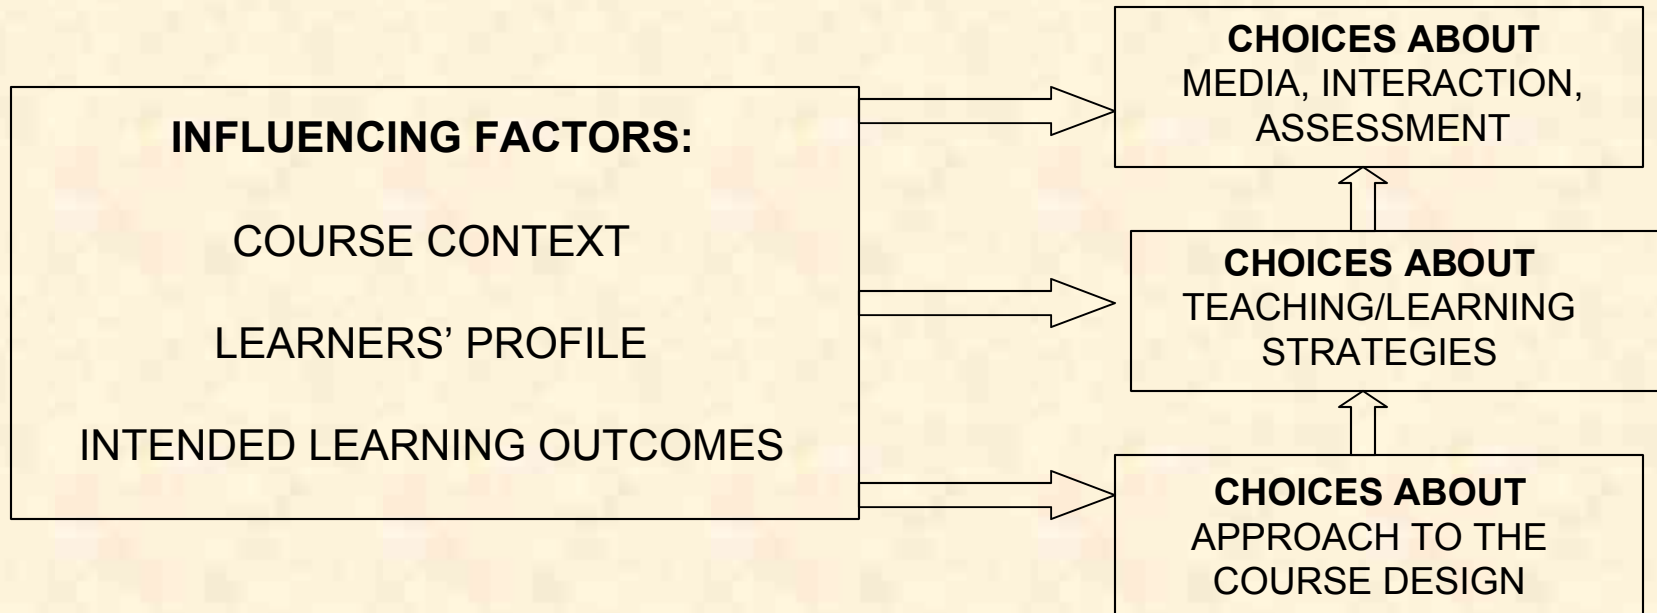 INFLUENCING FACTORS:
COURSE CONTEXT
LEARNERS’ PROFILE
INTENDED LEARNING OUTCOMES
CHOICES ABOUT
MEDIA, INTERACTION,
ASSESSMENT
CHOICES ABOUT
TEACHING/LEARNING
STRATEGIES
CHOICES ABOUT
APPROACH TO THE
COURSE DESIGN